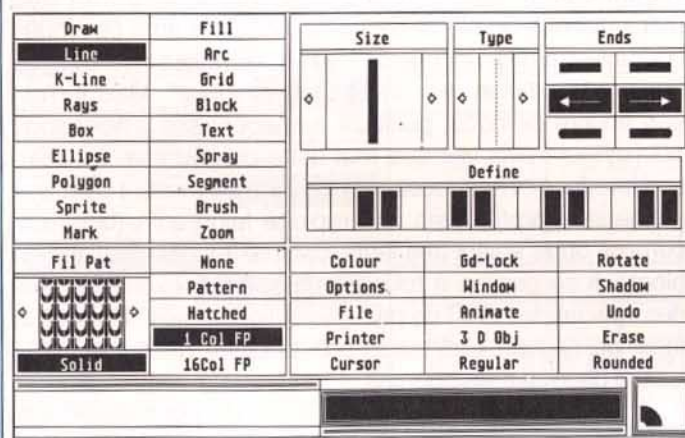 Draw Fill
Line Arc
K-Line Grid
Rays Block
Box Text
Ellipse Spray
Polygon Segment
Sprite Brush
Mark Zoom
Size Type Ends
Define
Fil Pat None
Pattern
Hatched
1 Col FP
Solid 16Col FP
Colour Gd-Lock Rotate
Options Window Shadow
File Animate Undo
Printer 3 D Obj Erase
Cursor Regular Rounded